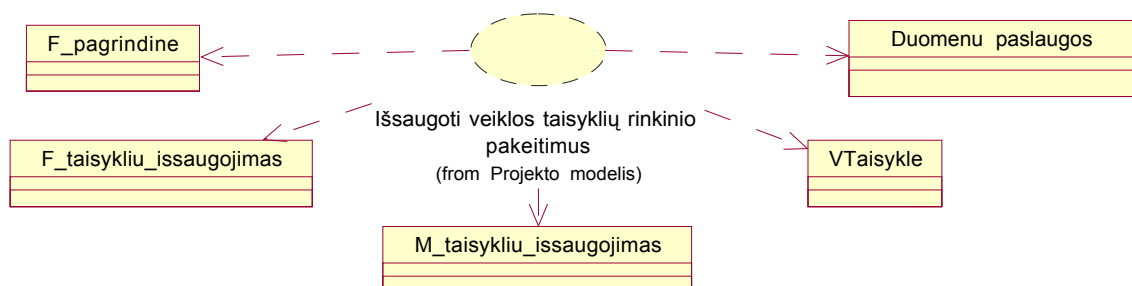 F_pagrindine
Duomenu paslaugos
Išsaugoti veiklos taisyklių rinkinio
pakeitimus
(from Projekto modelis)
F_taisykliu_issaugojimas
VTaisykle
M_taisykliu_issaugojimas